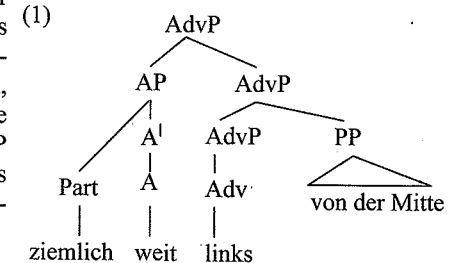 (1)
AdvP
AP AdvP
A| AdvP PP
Part A Adv
von der Mitte
ziemlich weit links